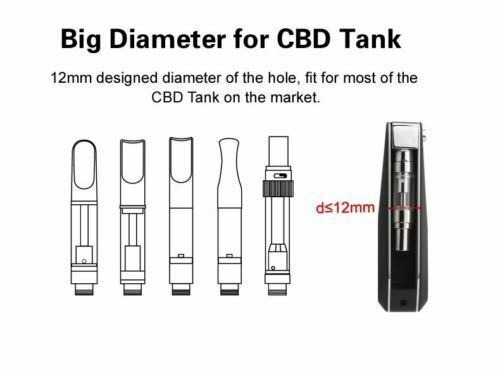 Big Diameter for CBD Tank
12mm designed diameter of the hole, fit for most of the
CBD Tank on the market.
d≤12mm